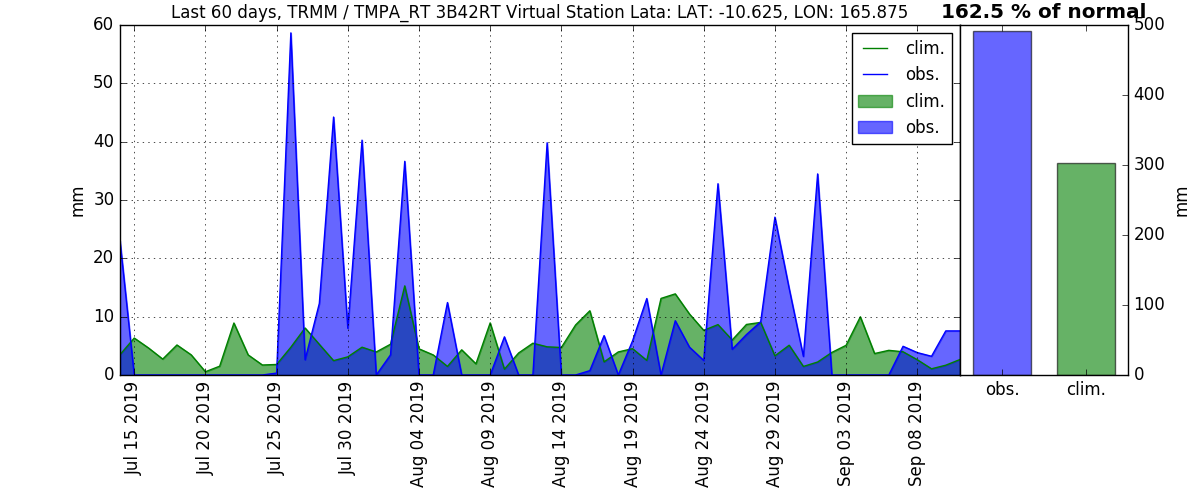 Last 60 days, TRMM / TMPA_RT 3B42RT Virtual Station Lata: LAT: -10.625, LON: 165.875
162.5 % of normal
60
50
40
30
20
10
0
mm
clim.
obs.
clim.
obs.
500
400
300
200
100
0
mm
obs.
clim.
Jul 15 2019
Jul 20 2019
Jul 25 2019
Jul 30 2019
Aug 04 2019
Aug 09 2019
Aug 14 2019
Aug 19 2019
Aug 24 2019
Aug 29 2019
Sep 03 2019
Sep 08 2019